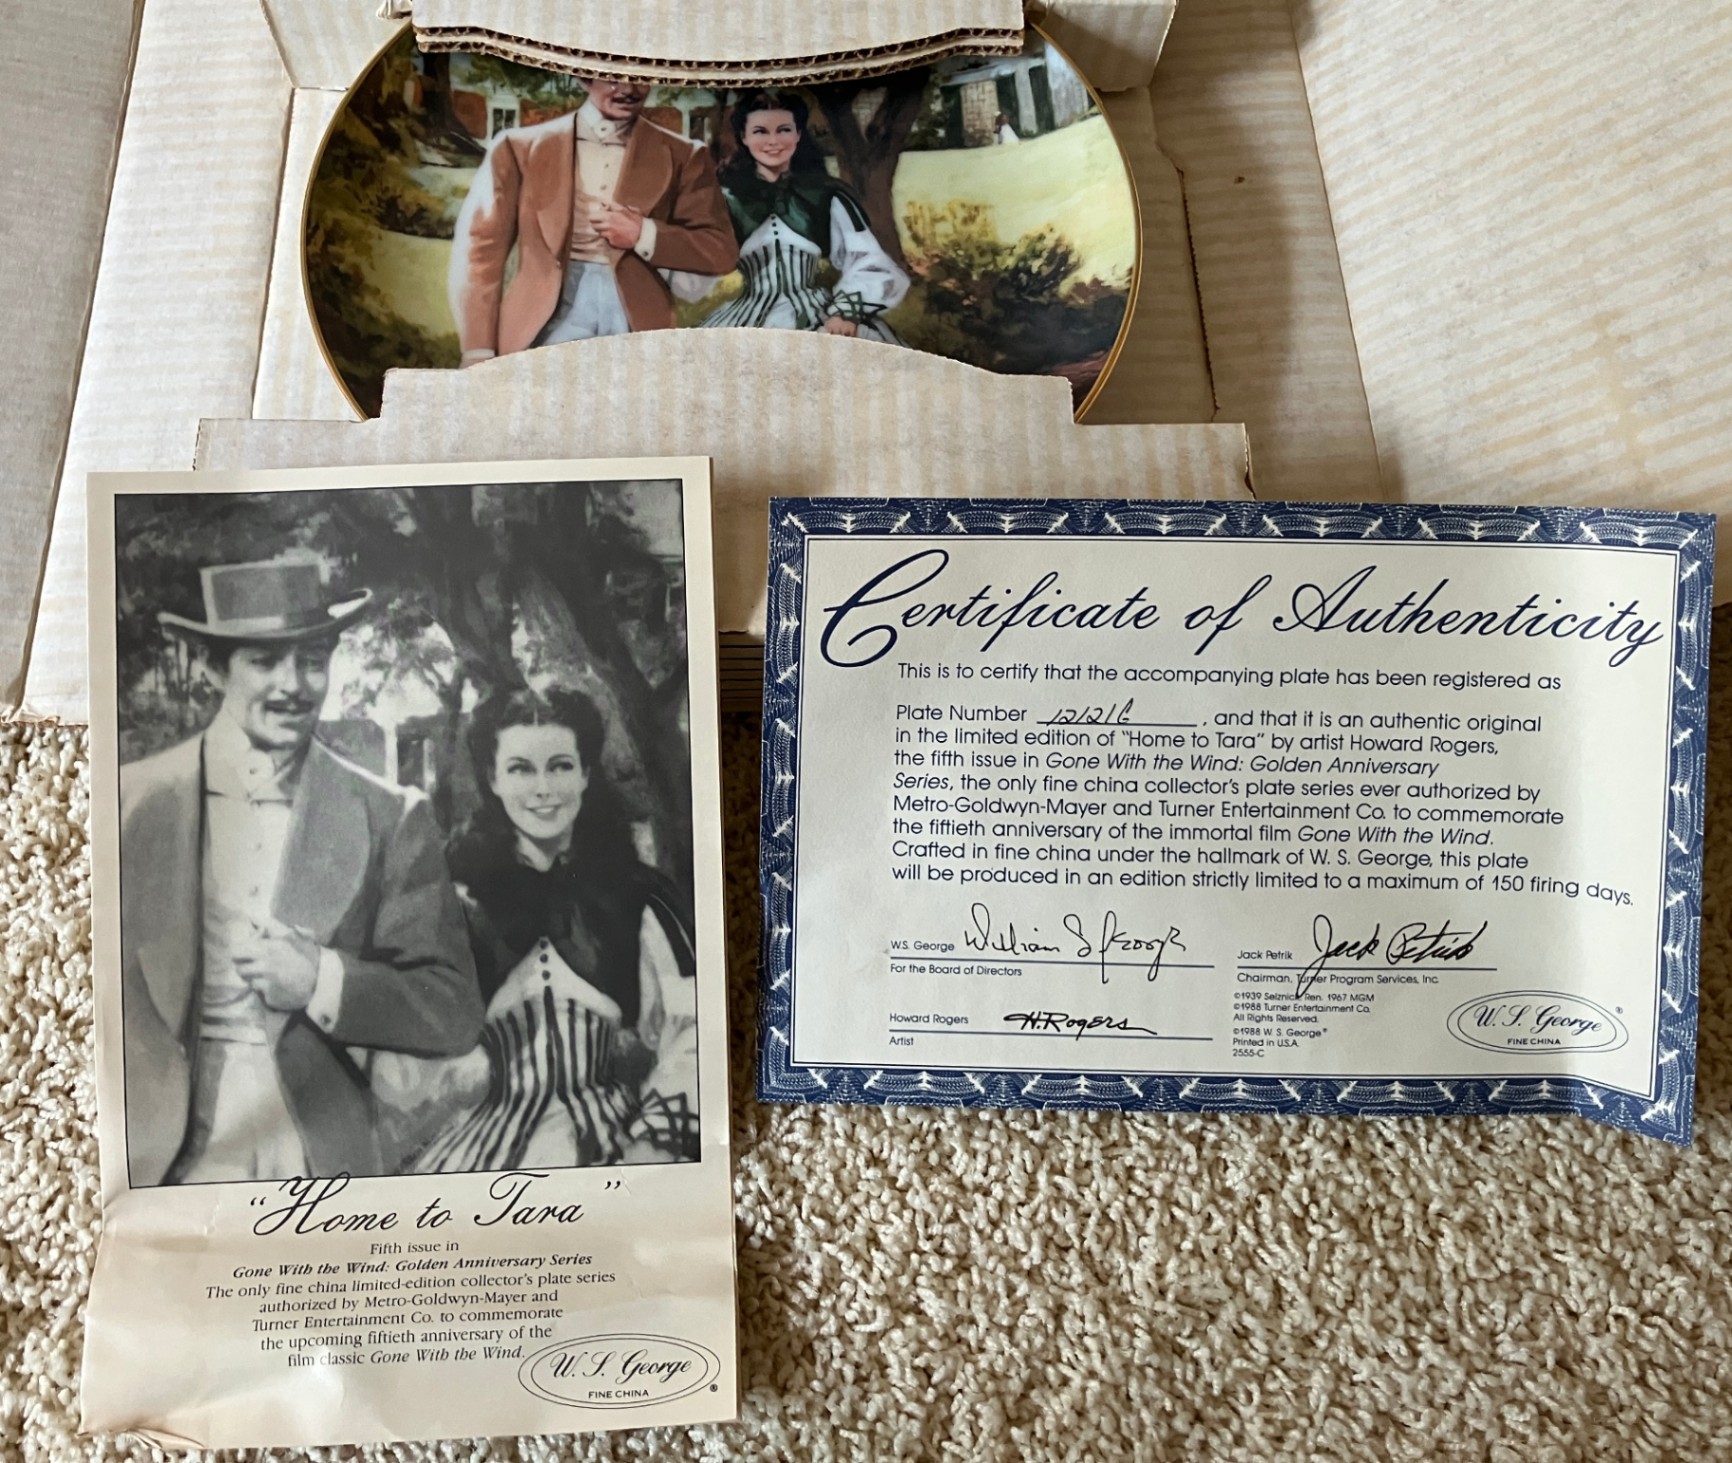 "Home to Tara"
Fifth issue in
Gone With the Wind: Golden Anniversary Series
The only fine china limited-edition collector's plate series
authorized by Metro-Goldwyn-Mayer and
Turner Entertainment Co. to commemorate
the upcoming fiftieth anniversary of the
film classic Gone With the Wind.
W. S. George
FINE CHINA
®
Certificate of Authenticity
This is to certify that the accompanying plate has been registered as
Plate Number , and that it is an authentic original
in the limited edition of "Home to Tara" by artist Howard Rogers,
the fifth issue in Gone With the Wind: Golden Anniversary
Series, the only fine china collector's plate series ever authorized by
Metro-Goldwyn-Mayer and Turner Entertainment Co. to commemorate
the fiftieth anniversary of the immortal film Gone With the Wind.
Crafted in fine china under the hallmark of W. S. George, this plate
will be produced in an edition strictly limited to a maximum of 150 firing days.
W.S. George
For the Board of Directors
Jack Petrik Jack Petrik
Chairman, Turner Program Services, Inc.
Howard Rogers H. Rogers
Artist
©1939 Selznick, Ren. 1967 MGM
©1988 Turner Entertainment Co.
All Rights Reserved.
©1988 W. S. George®
Printed in U.S.A.
2555-C
W. S. George ®
FINE CHINA